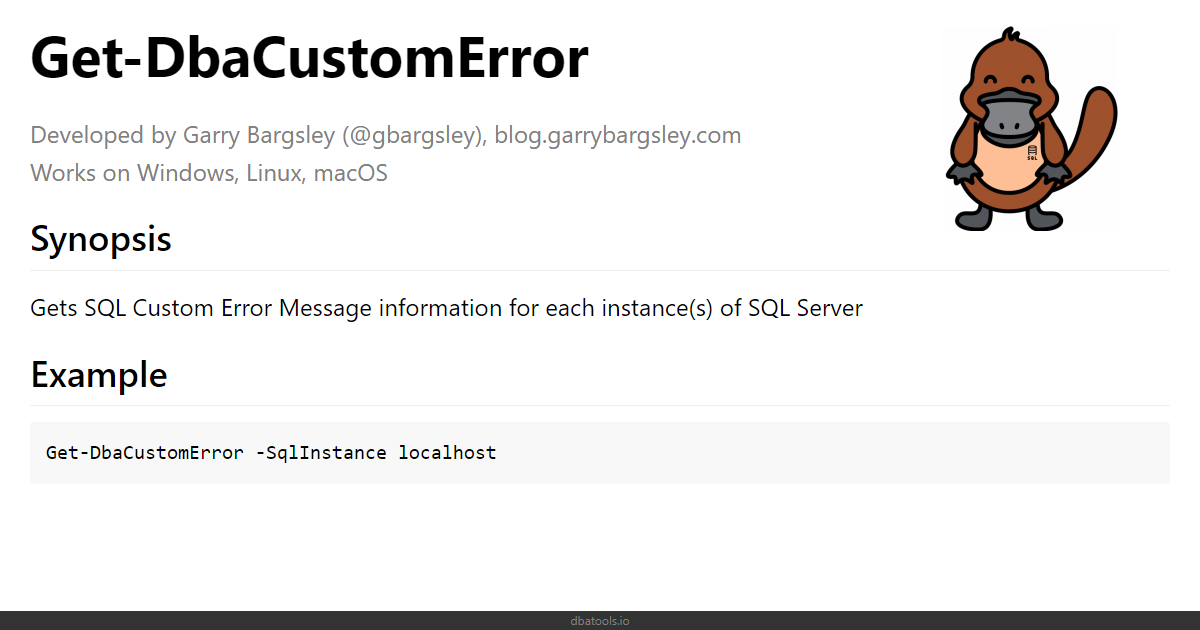 Get-DbaCustomError
Developed by Garry Bargsley (@gbargsley), blog.garrybargsley.com
Works on Windows, Linux, macOS
SQL
Synopsis
Gets SQL Custom Error Message information for each instance(s) of SQL Server
Example
Get-DbaCustomError -SqlInstance localhost
dbatools.io